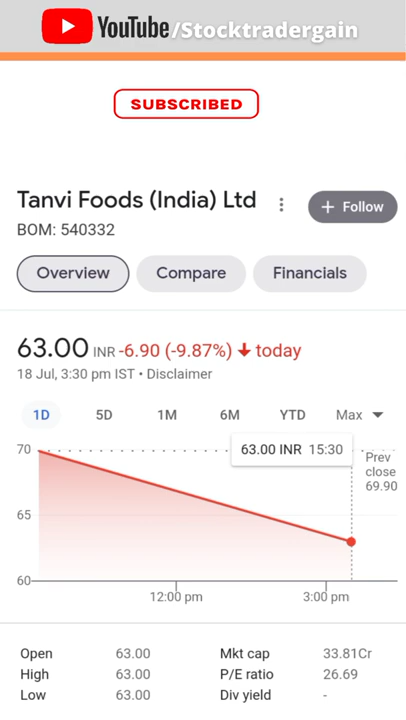 YouTube/Stocktradergain
SUBSCRIBED
Tanvi Foods (India) Ltd
+ Follow
BOM: 540332
Overview
Compare
Financials
63.00 INR -6.90 (-9.87%) ↓ today
18 Jul, 3:30 pm IST • Disclaimer
1D 5D 1M 6M YTD Max
70
63.00 INR 15:30
Prev
close
69.90
65
60
12:00 pm 3:00 pm
Open 63.00 Mkt cap 33.81Cr
High 63.00 P/E ratio 26.69
Low 63.00 Div yield -